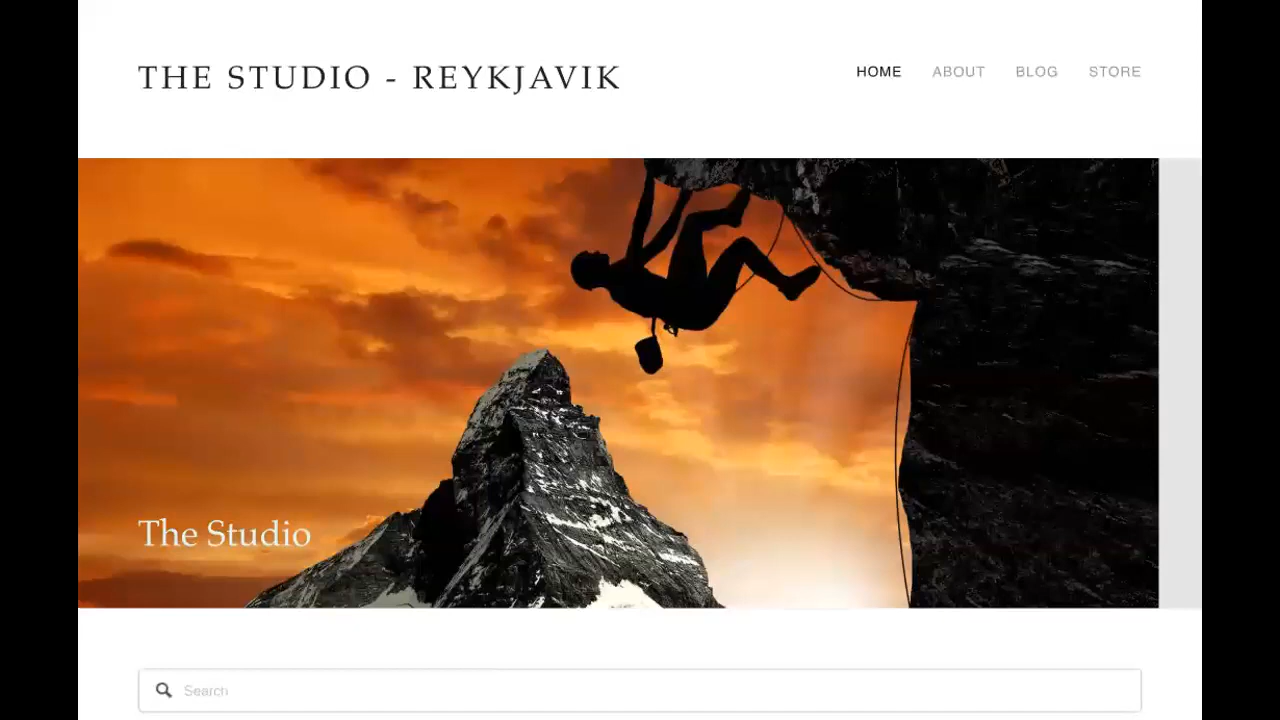 THE STUDIO - REYKJAVIK
HOME ABOUT BLOG STORE
The Studio
Search